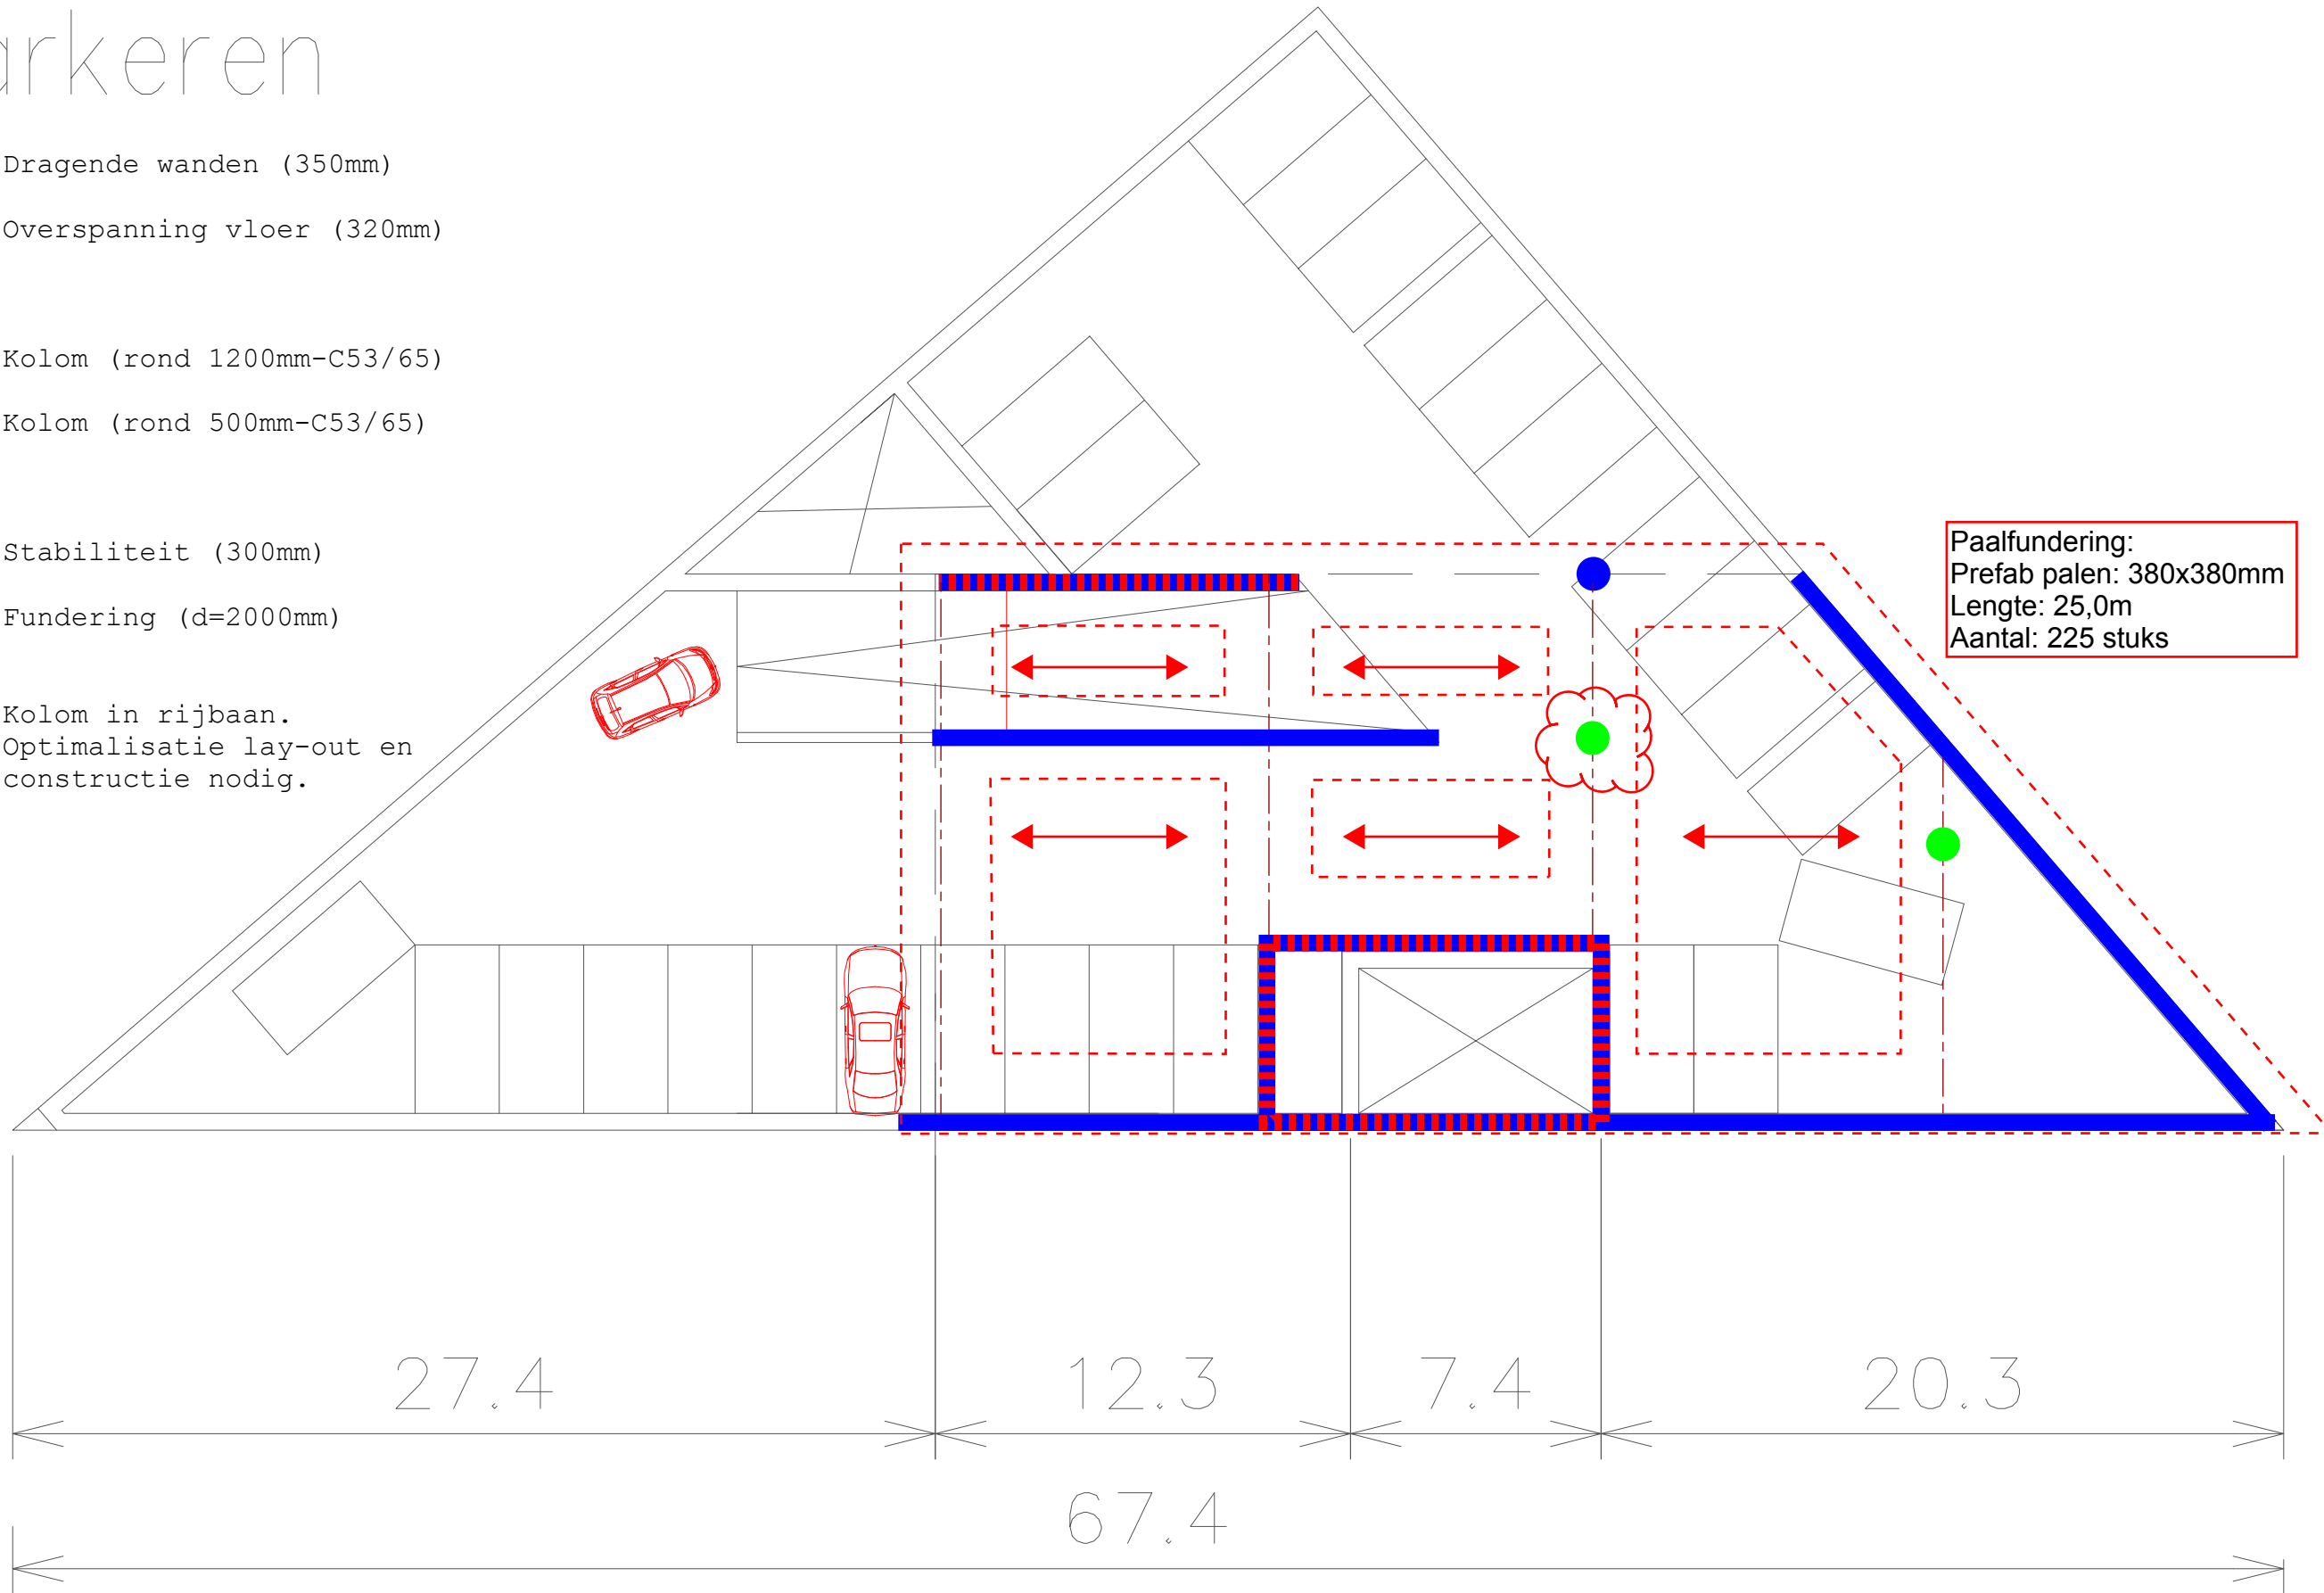 arkeren
Dragende wanden (350mm)
Overspanning vloer (320mm)
Kolom (rond 1200mm-C53/65)
Kolom (rond 500mm-C53/65)
Stabiliteit (300mm)
Fundering (d=2000mm)
Kolom in rijbaan.
Optimalisatie lay-out en
constructie nodig.
Paalfundering:
Prefab palen: 380x380mm
Lengte: 25,0m
Aantal: 225 stuks
27.4
12.3
7.4
20.3
67.4